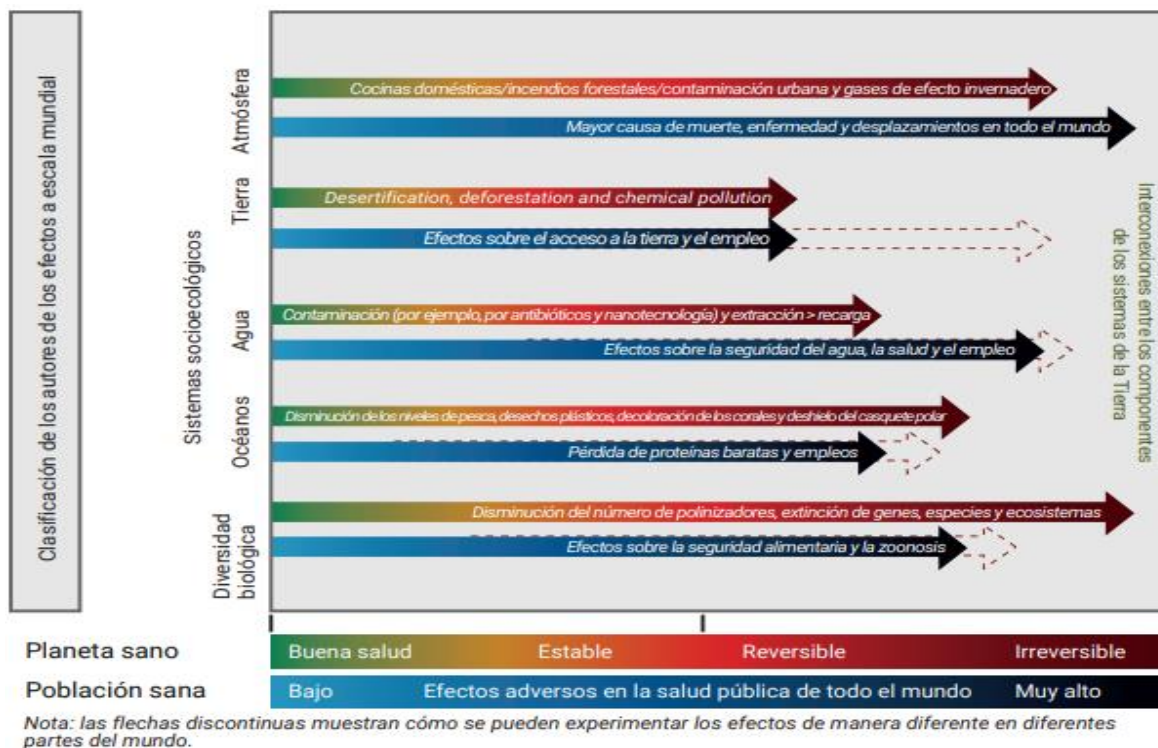 Clasificación de los autores de los efectos a escala mundial
Sistemas socioecológicos
Atmósfera
Cocinas domésticas/incendios forestales/contaminación urbana y gases de efecto invernadero
Mayor causa de muerte, enfermedad y desplazamientos en todo el mundo
Tierra
Desertification, deforestation and chemical pollution
Efectos sobre el acceso a la tierra y el empleo
Agua
Contaminación (por ejemplo, por antibióticos y nanotecnología) y extracción > recarga
Efectos sobre la seguridad del agua, la salud y el empleo
Océanos
Disminución de los niveles de pesca, desechos plásticos, decoloración de los corales y deshielo del casquete polar
Pérdida de proteínas baratas y empleos
Diversidad
biológica
Disminución del número de polinizadores, extinción de genes, especies y ecosistemas
Efectos sobre la seguridad alimentaria y la zoonosis
Interconexiones entre los componentes
de los sistemas de la Tierra
Planeta sano
Buena salud Estable Reversible Irreversible
Población sana
Bajo Efectos adversos en la salud pública de todo el mundo Muy alto
Nota: las flechas discontinuas muestran cómo se pueden experimentar los efectos de manera diferente en diferentes
partes del mundo.